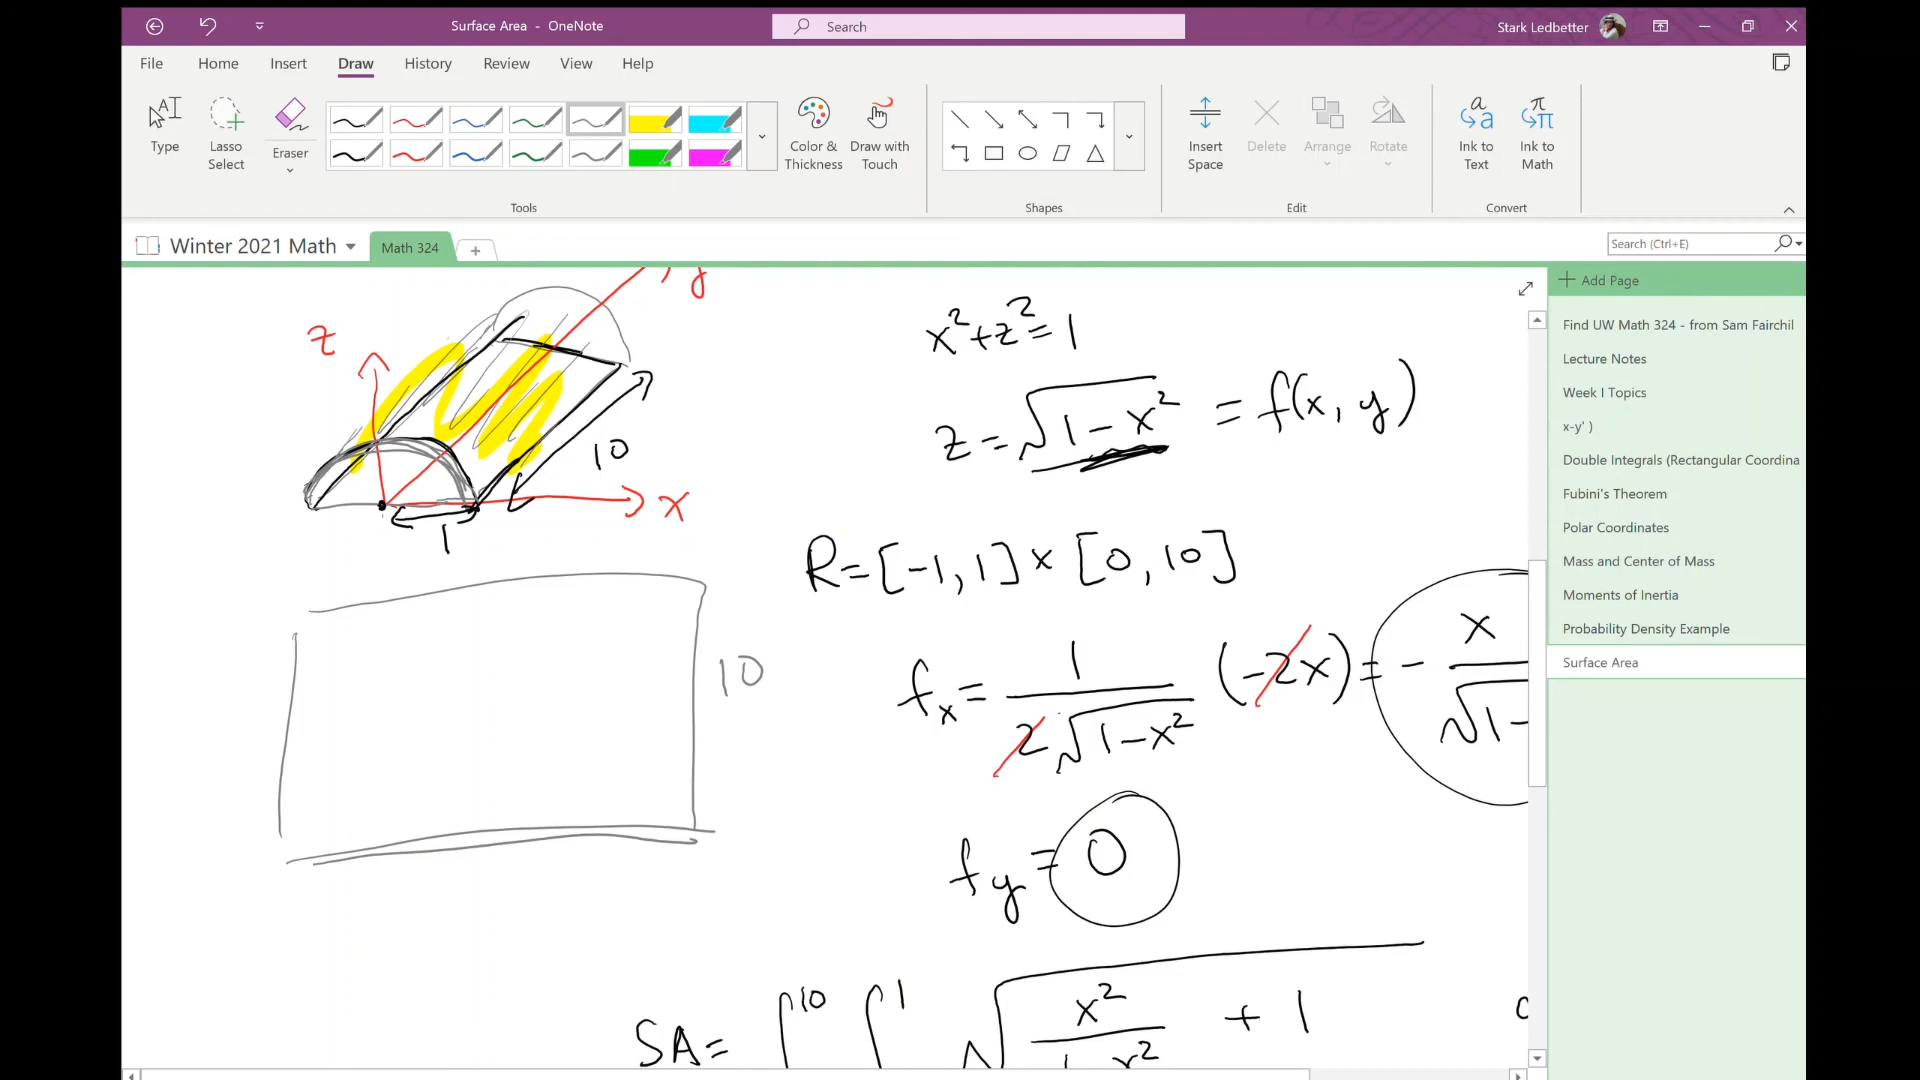 Surface Area - OneNote
Search
Stark Ledbetter
File Home Insert Draw History Review View Help
Type
Lasso Select
Eraser
Color & Thickness
Draw with Touch
Insert Space
Delete
Arrange
Rotate
Ink to Text
Ink to Math
Tools
Shapes
Edit
Convert
Winter 2021 Math
Math 324
Search (Ctrl+E)
Add Page
Find UW Math 324 - from Sam Fairchil
Lecture Notes
Week I Topics
x-y' )
Double Integrals (Rectangular Coordina
Fubini's Theorem
Polar Coordinates
Mass and Center of Mass
Moments of Inertia
Probability Density Example
Surface Area
y
z
10
x
1
10
x²+z²=1
z=√1-x² = f(x, y)
R=[-1,1]×[0,10]
fx = 1/2√1-x² (-2x) = - x/√1-
fy = 0
SA= ∫10 ∫1 √x²/1-x² + 1